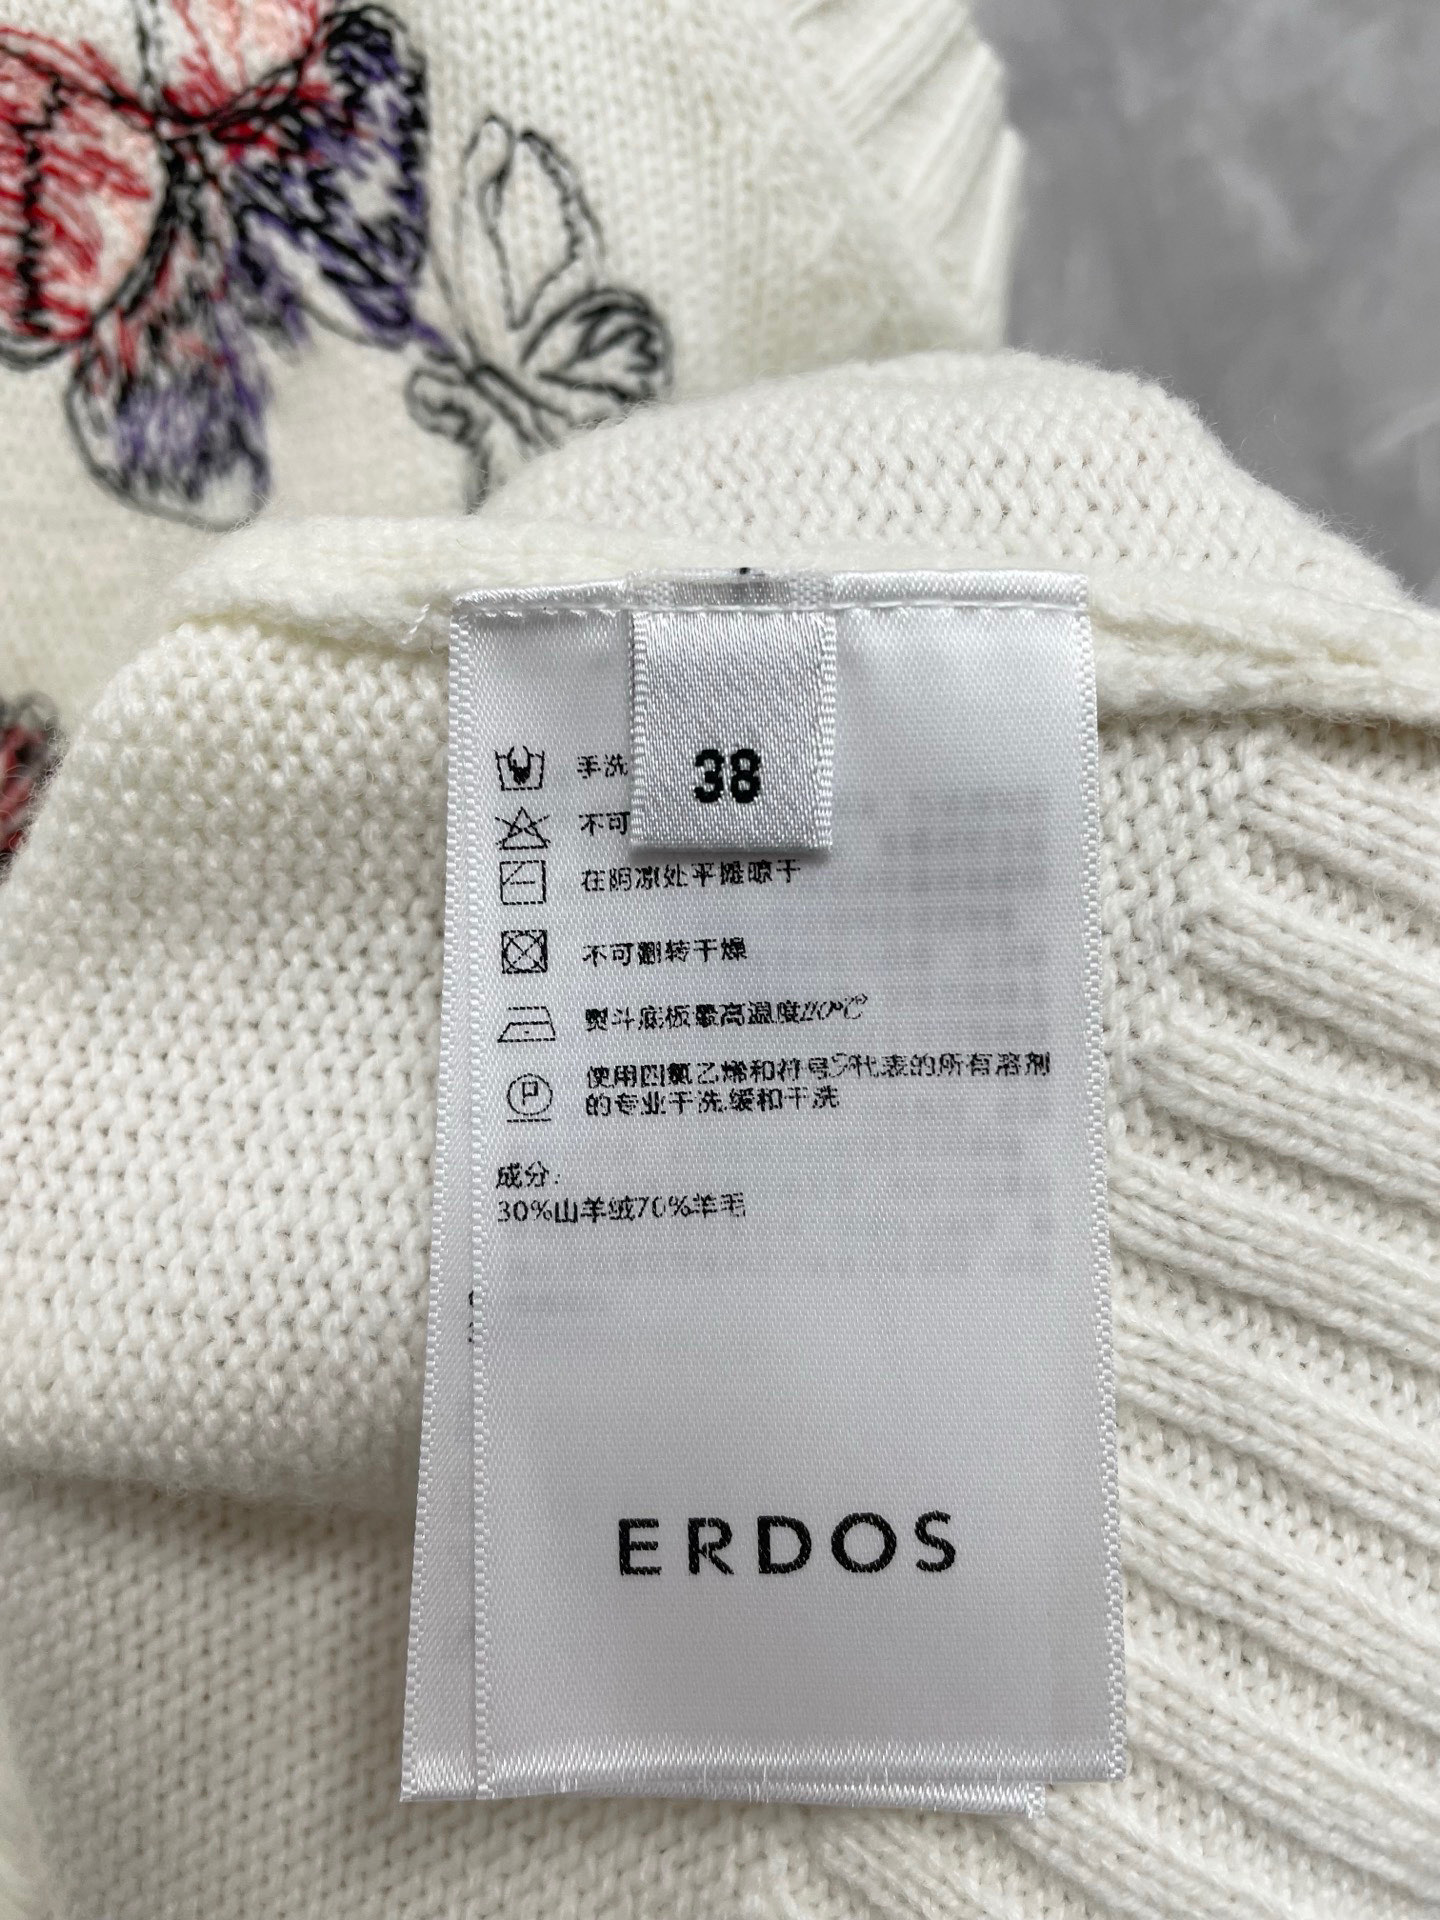 38
手洗
不可
在阴凉处平摊晾干
不可翻转干燥
熨斗底板最高温度110℃
使用四氯乙烯和符号F代表的所有溶剂
的专业干洗,缓和干洗
成分:
30%山羊绒70%羊毛
ERDOS